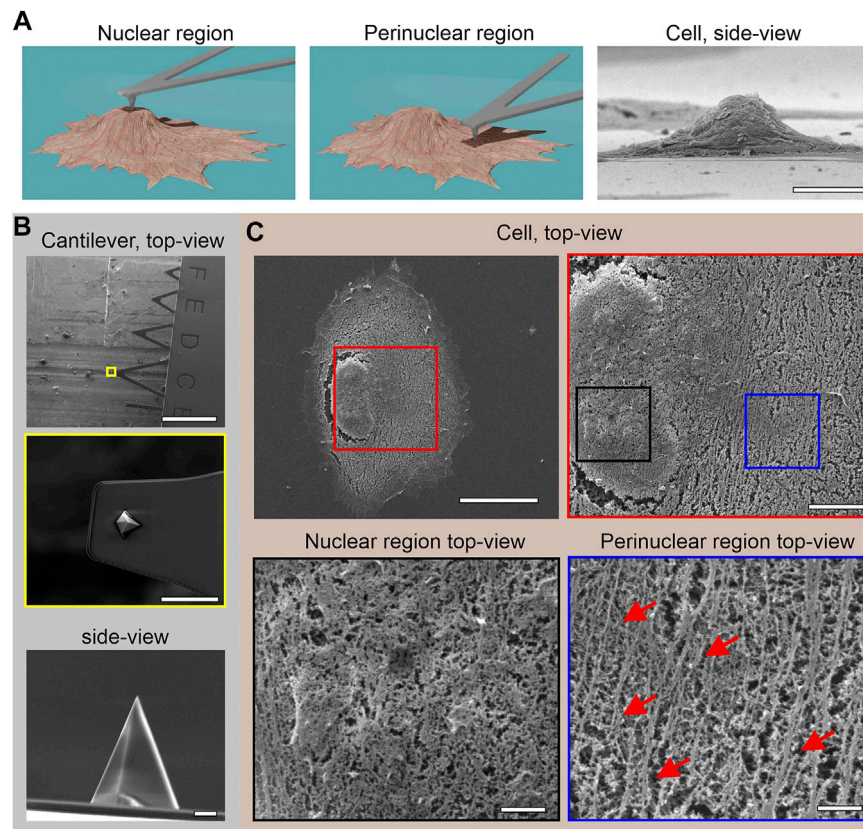 A
Nuclear region
Perinuclear region
Cell, side-view
B
Cantilever, top-view
F E D C
side-view
C
Cell, top-view
Nuclear region top-view
Perinuclear region top-view